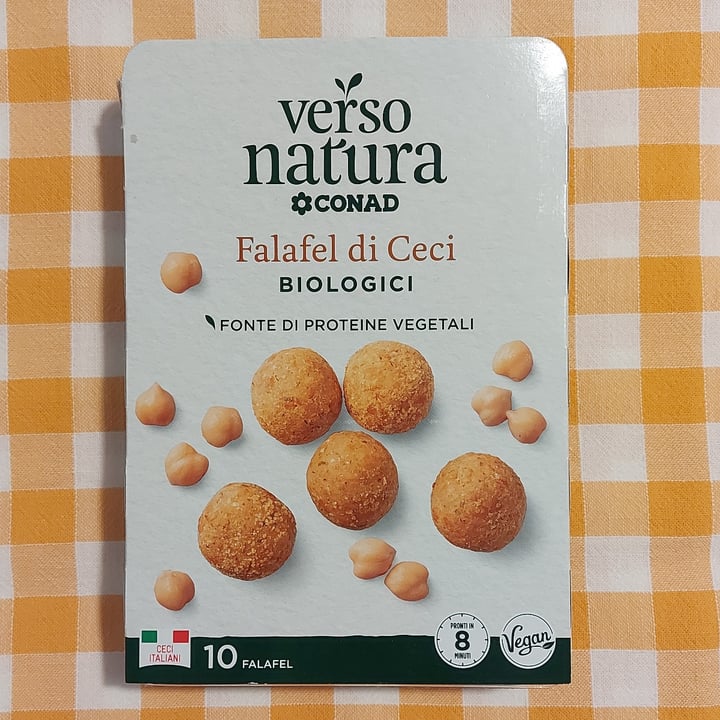 verso
natura
CONAD
Falafel di Ceci
BIOLOGICI
FONTE DI PROTEINE VEGETALI
CECI
ITALIANI
10 FALAFEL
PRONTI IN
8
MINUTI
Vegan